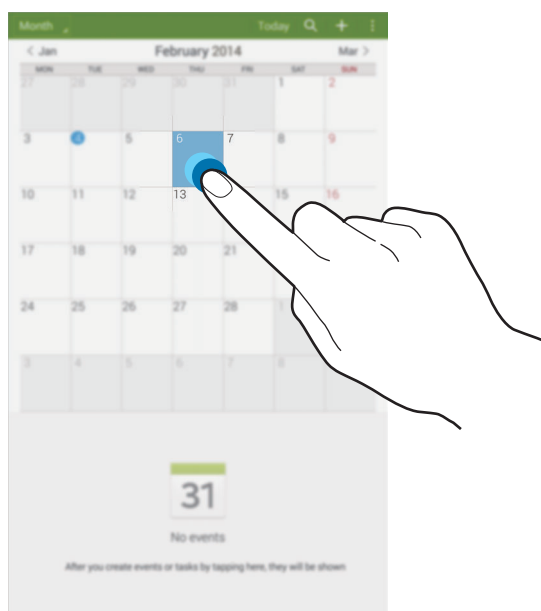 Month Today
< Jan February 2014 Mar >
MON TUE WED THU FRI SAT SUN
27 28 29 30 31 1 2
3 4 5 6 7 8 9
10 11 12 13 15 16
17 18 19 20 21
24 25 26 27 28 1
3 4 5 6 7 8
31
No events
After you create events or tasks by tapping here, they will be shown